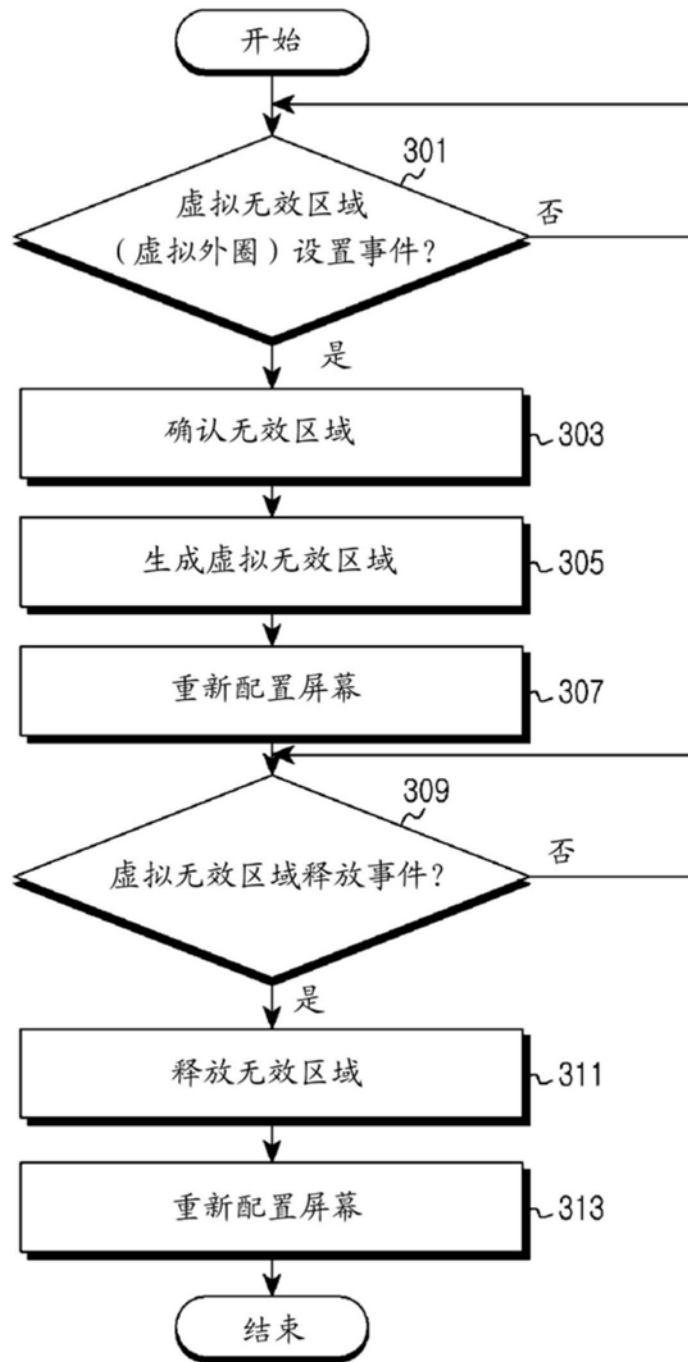 开始
301
虚拟无效区域
（虚拟外圈）设置事件？
否
是
确认无效区域
303
生成虚拟无效区域
305
重新配置屏幕
307
309
虚拟无效区域释放事件？
否
是
释放无效区域
311
重新配置屏幕
313
结束